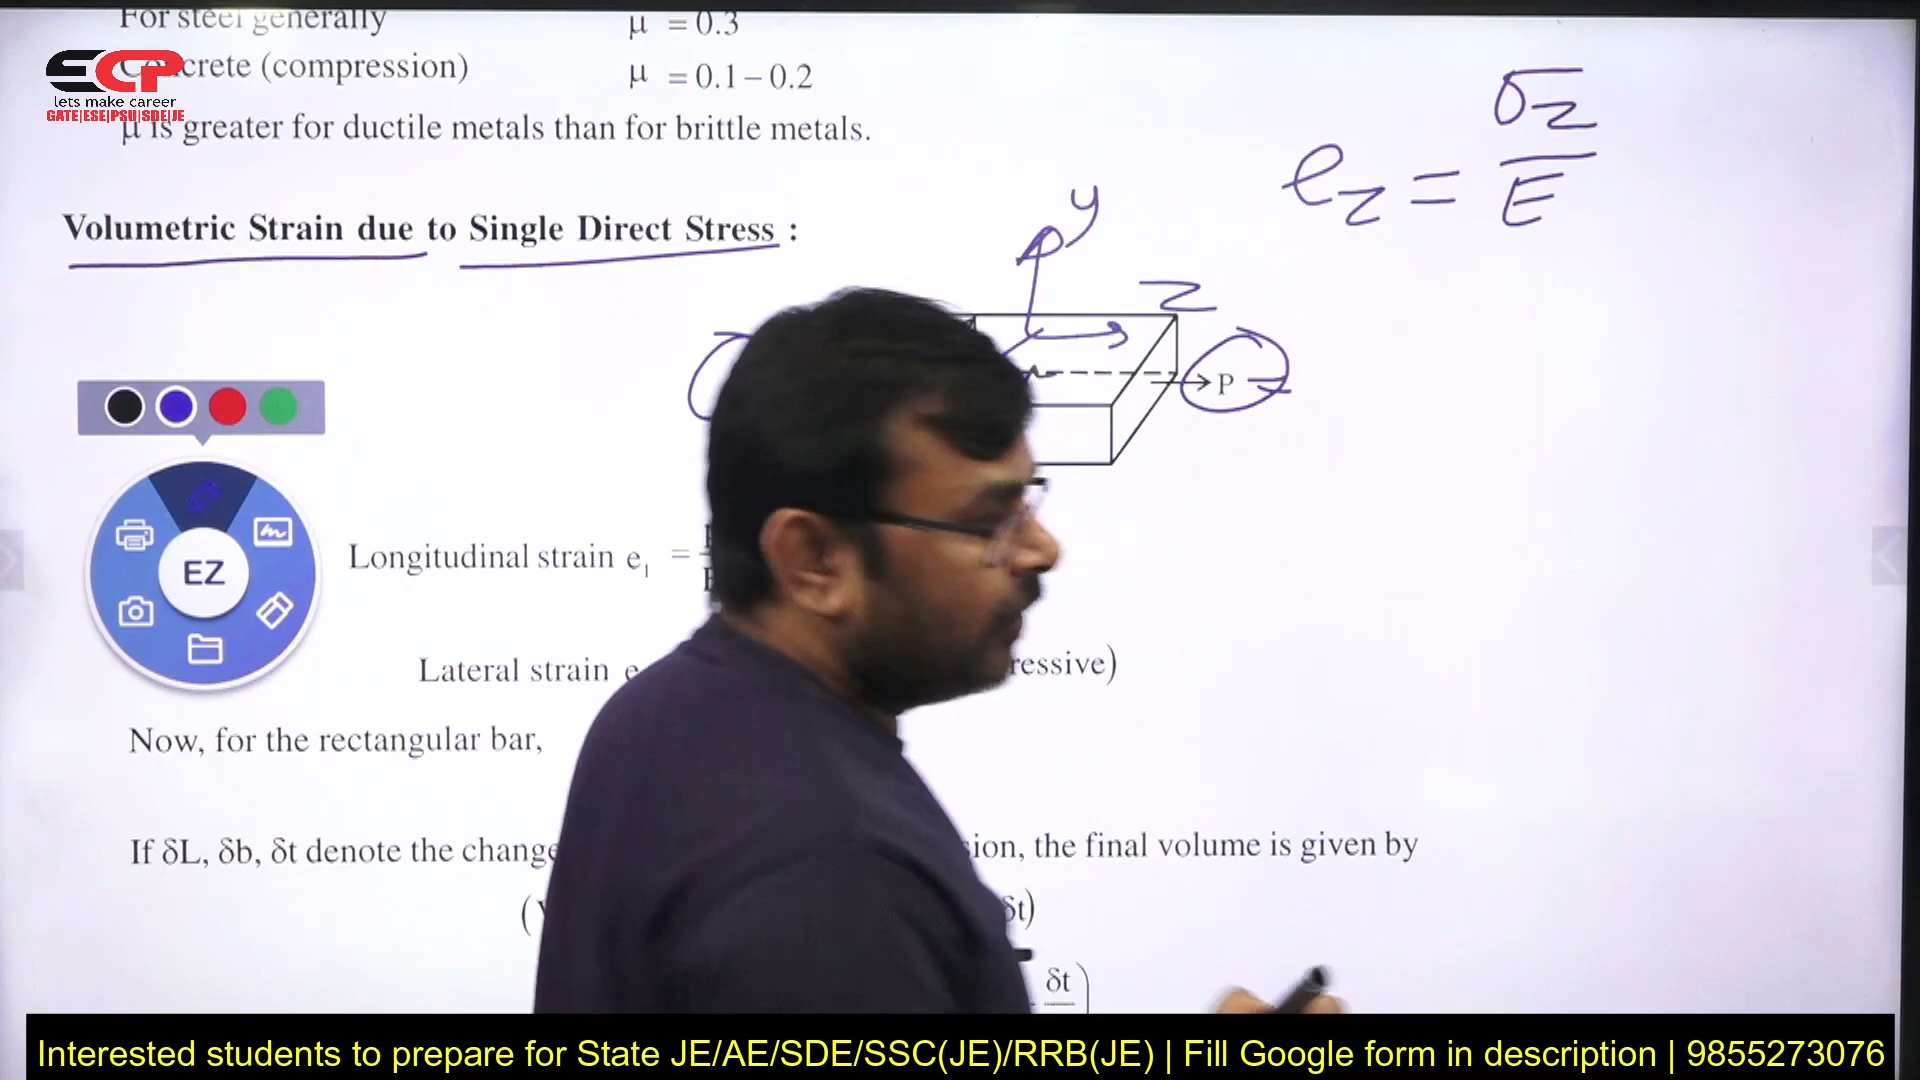 For steel generally μ = 0.3
Concrete (compression) μ = 0.1 – 0.2
μ is greater for ductile metals than for brittle metals.
ECP
lets make career
GATE|ESE|PSU|SDE|JE
e_z = σ_z / E
Volumetric Strain due to Single Direct Stress :
y
z
P
EZ
Longitudinal strain e₁ =
Lateral strain e ressive)
Now, for the rectangular bar,
If δL, δb, δt denote the change ion, the final volume is given by
( δt)
δt )
Interested students to prepare for State JE/AE/SDE/SSC(JE)/RRB(JE) | Fill Google form in description | 9855273076